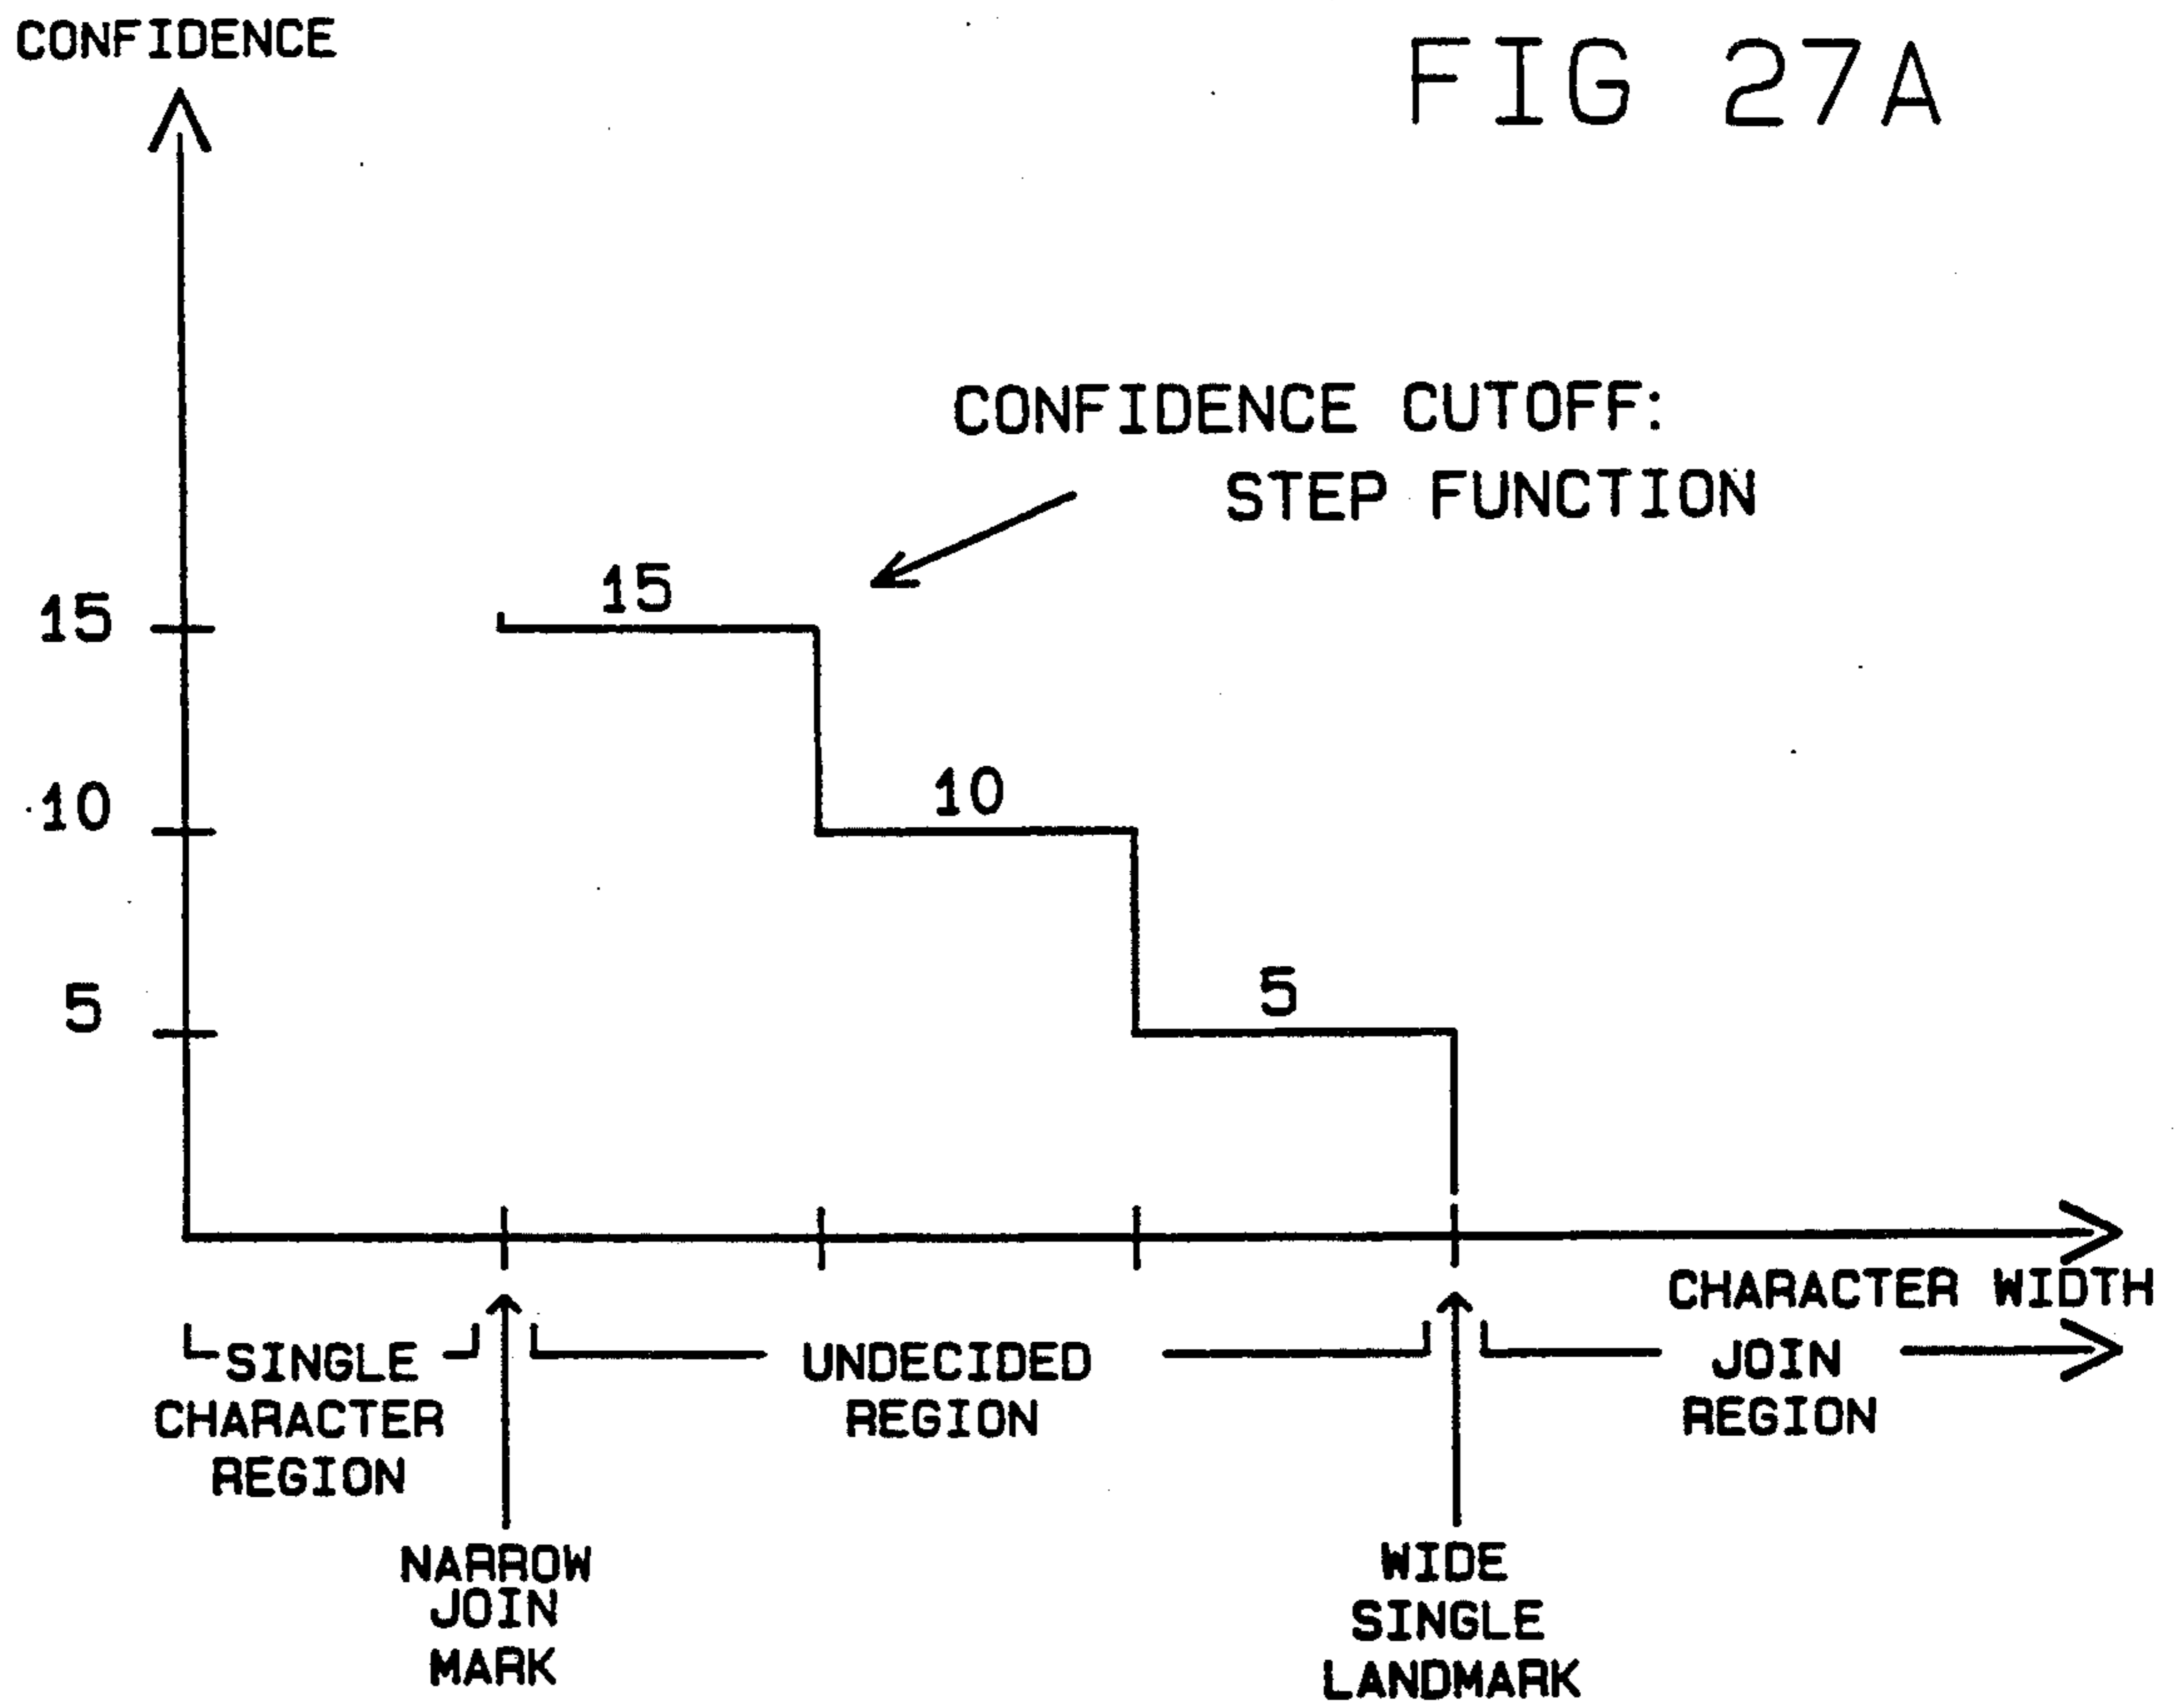 CONFIDENCE
FIG 27A
CONFIDENCE CUTOFF:
STEP FUNCTION
15
15
10
10
5
5
CHARACTER WIDTH
SINGLE
CHARACTER
REGION
UNDECIDED
REGION
JOIN
REGION
NARROW
JOIN
MARK
WIDE
SINGLE
LANDMARK